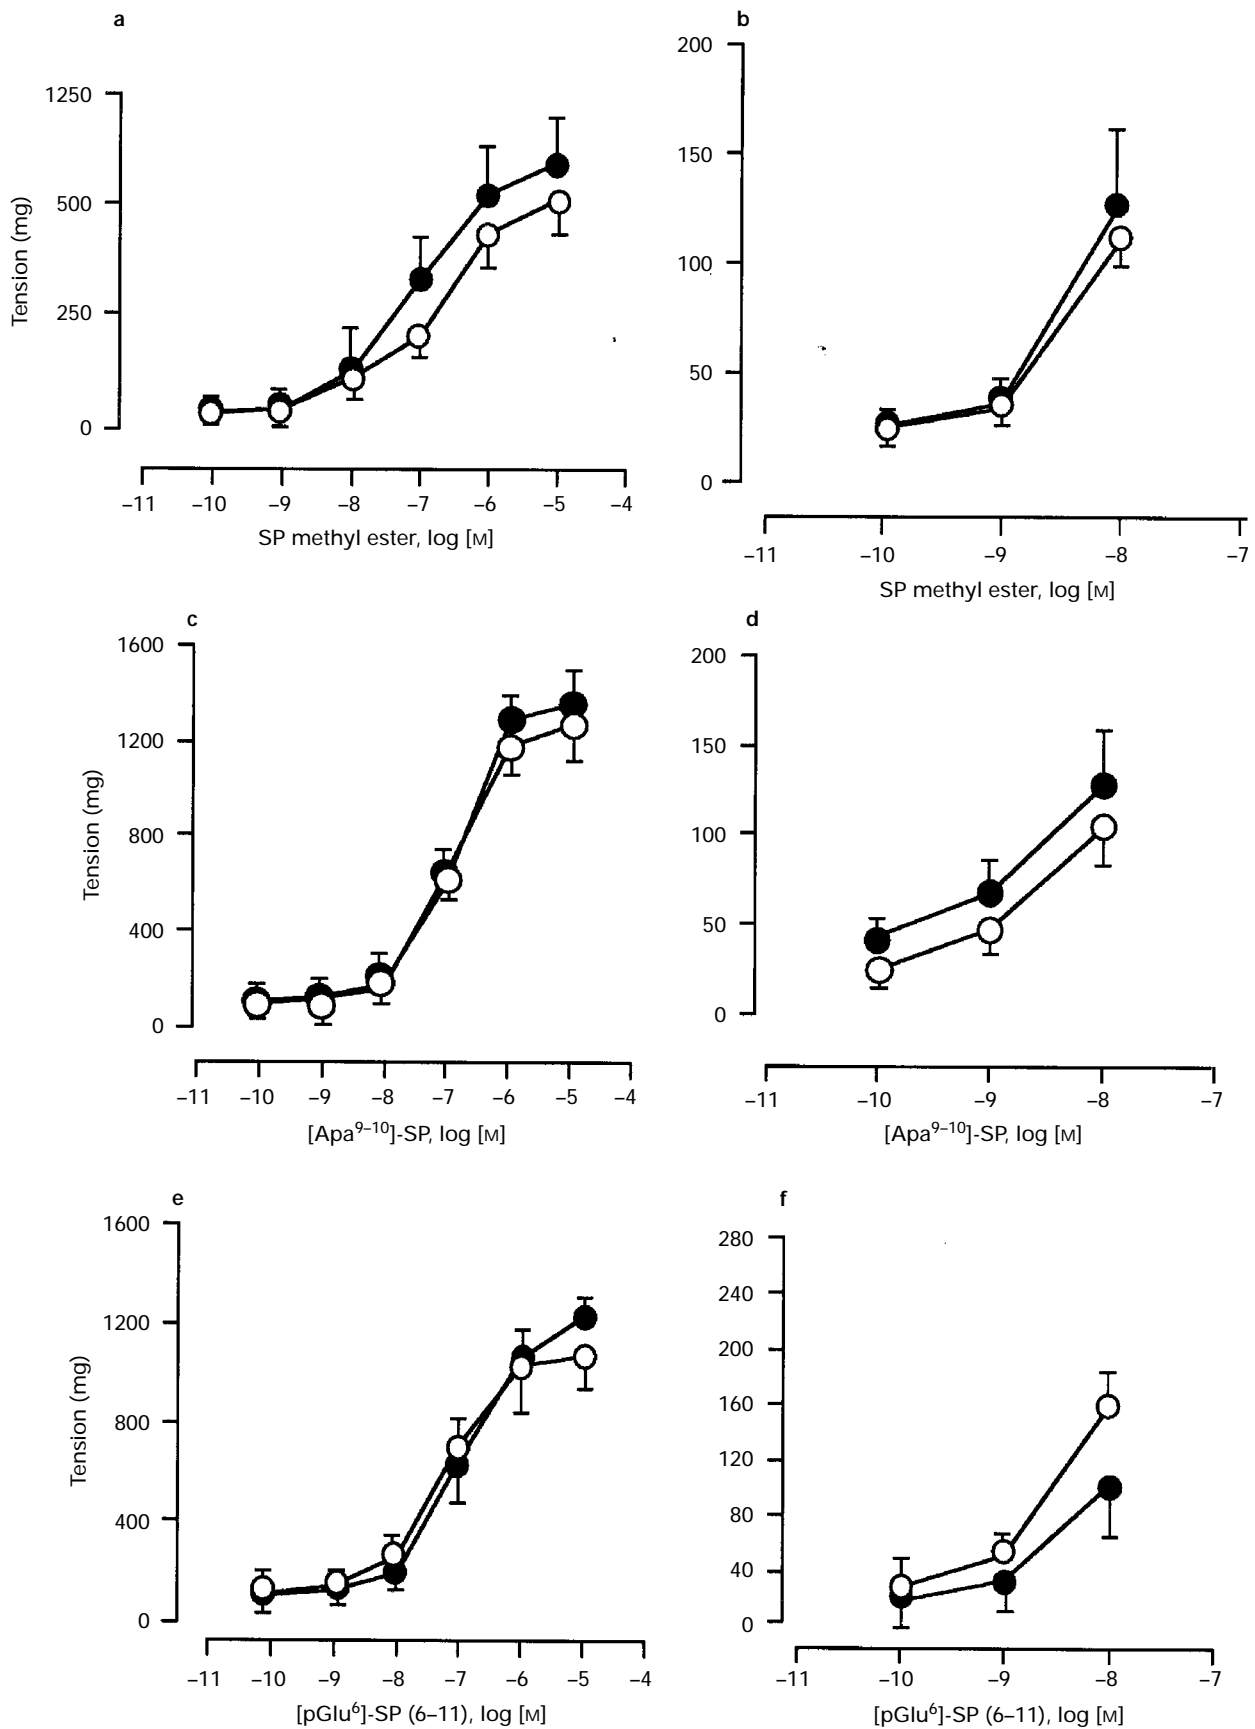 a
1250
500
250
0
Tension (mg)
–11 –10 –9 –8 –7 –6 –5 –4
SP methyl ester, log [M]
b
200
150
100
50
0
–11 –10 –9 –8 –7
SP methyl ester, log [M]
c
1600
1200
800
400
0
Tension (mg)
–11 –10 –9 –8 –7 –6 –5 –4
[Apa⁹⁻¹⁰]-SP, log [M]
d
200
150
100
50
0
–11 –10 –9 –8 –7
[Apa⁹⁻¹⁰]-SP, log [M]
e
1600
1200
800
400
0
Tension (mg)
–11 –10 –9 –8 –7 –6 –5 –4
[pGlu⁶]-SP (6–11), log [M]
f
280
240
200
160
120
80
40
0
–11 –10 –9 –8 –7
[pGlu⁶]-SP (6–11), log [M]